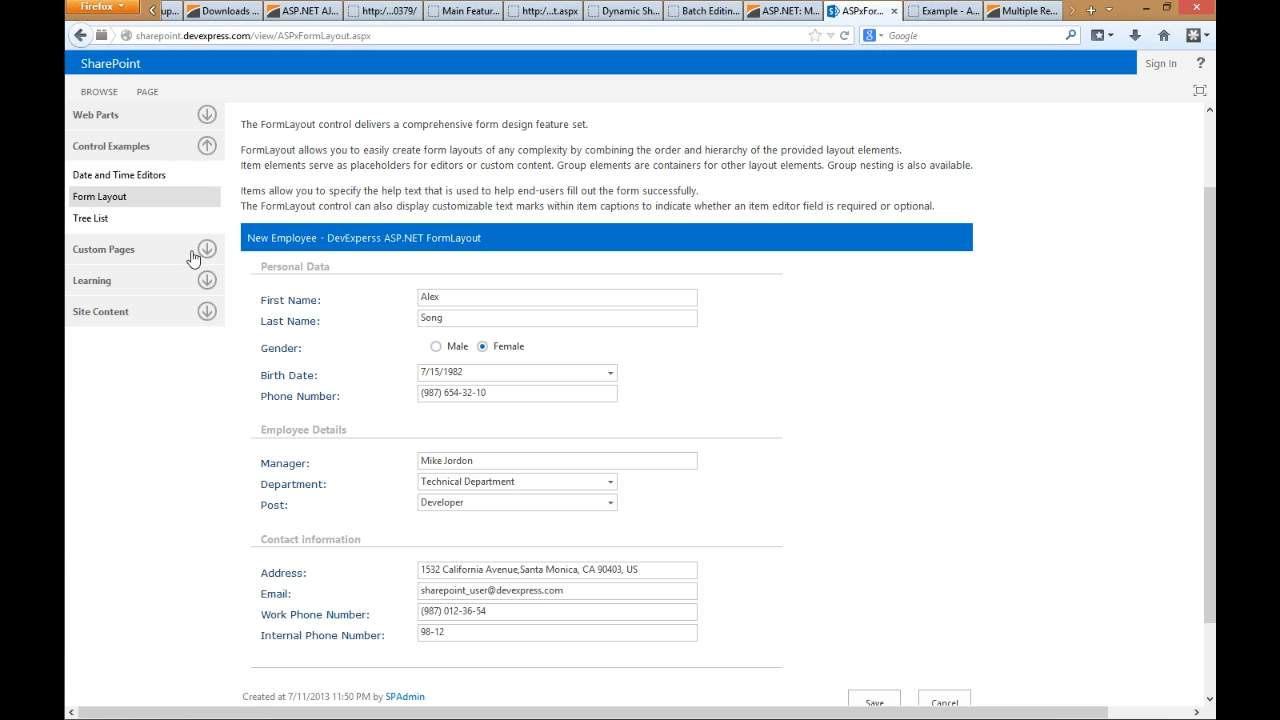 Firefox
up...
Downloads ...
ASP.NET AJ...
http:/...0379/
Main Featur...
http:/...t.aspx
Dynamic Sh...
Batch Editin...
ASP.NET: M...
ASPxFor...
Example - A...
Multiple Re...
sharepoint.devexpress.com/view/ASPxFormLayout.aspx
Google
SharePoint
Sign In
?
BROWSE PAGE
Web Parts
Control Examples
Date and Time Editors
Form Layout
Tree List
Custom Pages
Learning
Site Content
The FormLayout control delivers a comprehensive form design feature set.
FormLayout allows you to easily create form layouts of any complexity by combining the order and hierarchy of the provided layout elements.
Item elements serve as placeholders for editors or custom content. Group elements are containers for other layout elements. Group nesting is also available.
Items allow you to specify the help text that is used to help end-users fill out the form successfully.
The FormLayout control can also display customizable text marks within item captions to indicate whether an item editor field is required or optional.
New Employee - DevExperss ASP.NET FormLayout
Personal Data
First Name: Alex
Last Name: Song
Gender: Male Female
Birth Date: 7/15/1982
Phone Number: (987) 654-32-10
Employee Details
Manager: Mike Jordon
Department: Technical Department
Post: Developer
Contact information
Address: 1532 California Avenue,Santa Monica, CA 90403, US
Email: sharepoint_user@devexpress.com
Work Phone Number: (987) 012-36-54
Internal Phone Number: 98-12
Created at 7/11/2013 11:50 PM by SPAdmin
Save Cancel